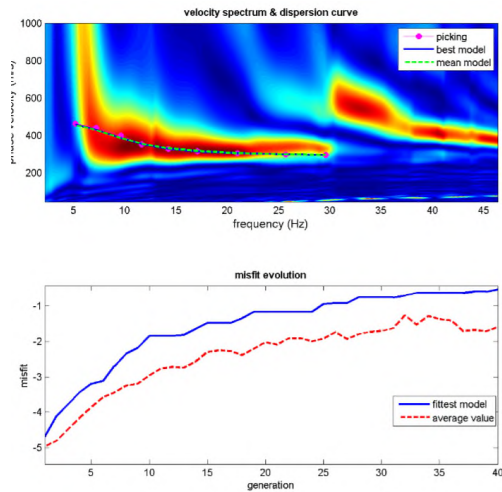 velocity spectrum & dispersion curve
1000
800
600
400
200
picking
best model
mean model
5 10 15 20 25 30 35 40 45
frequency (Hz)
misfit evolution
-1
-2
-3
-4
-5
misfit
fittest model
average value
5 10 15 20 25 30 35 40
generation